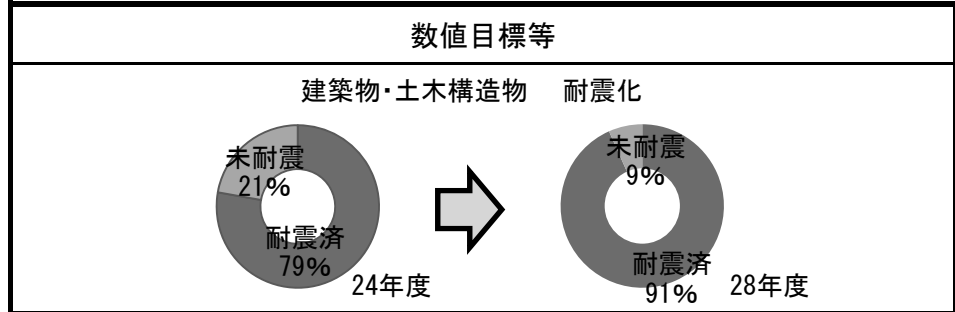 数値目標等
建築物・土木構造物　耐震化
未耐震
21%
耐震済
79%
24年度
未耐震
9%
耐震済
91%
28年度